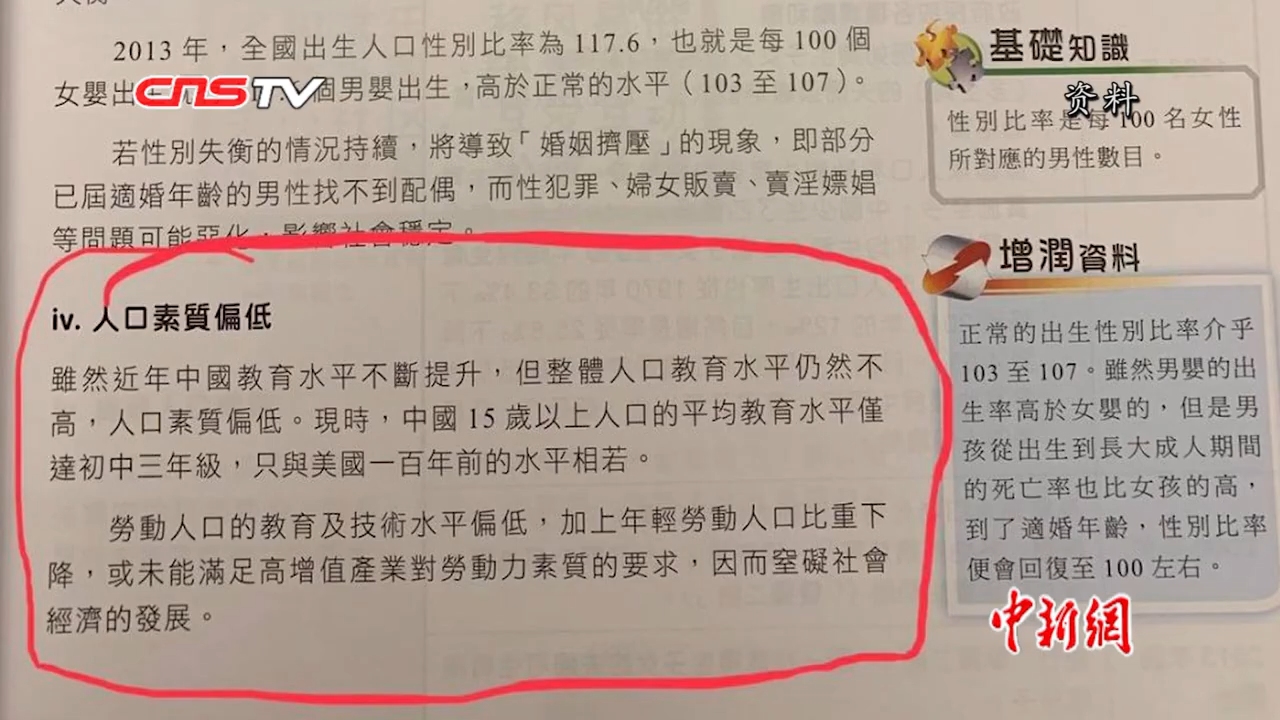 2013 年，全國出生人口性別比率為 117.6，也就是每 100 個
女嬰出 個男嬰出生，高於正常的水平（103 至 107）。
若性別失衡的情況持續，將導致「婚姻擠壓」的現象，即部分
已屆適婚年齡的男性找不到配偶，而性犯罪、婦女販賣、賣淫嫖娼
等問題可能惡化，影響社會穩定。
iv. 人口素質偏低
雖然近年中國教育水平不斷提升，但整體人口教育水平仍然不
高，人口素質偏低。現時，中國 15 歲以上人口的平均教育水平僅
達初中三年級，只與美國一百年前的水平相若。
勞動人口的教育及技術水平偏低，加上年輕勞動人口比重下
降，或未能滿足高增值產業對勞動力素質的要求，因而窒礙社會
經濟的發展。
基礎知識
性別比率是每 100 名女性
所對應的男性數目。
增潤資料
正常的出生性別比率介乎
103 至 107。雖然男嬰的出
生率高於女嬰的，但是男
孩從出生到長大成人期間
的死亡率也比女孩的高，
到了適婚年齡，性別比率
便會回復至 100 左右。
CNSTV
资料
中新網